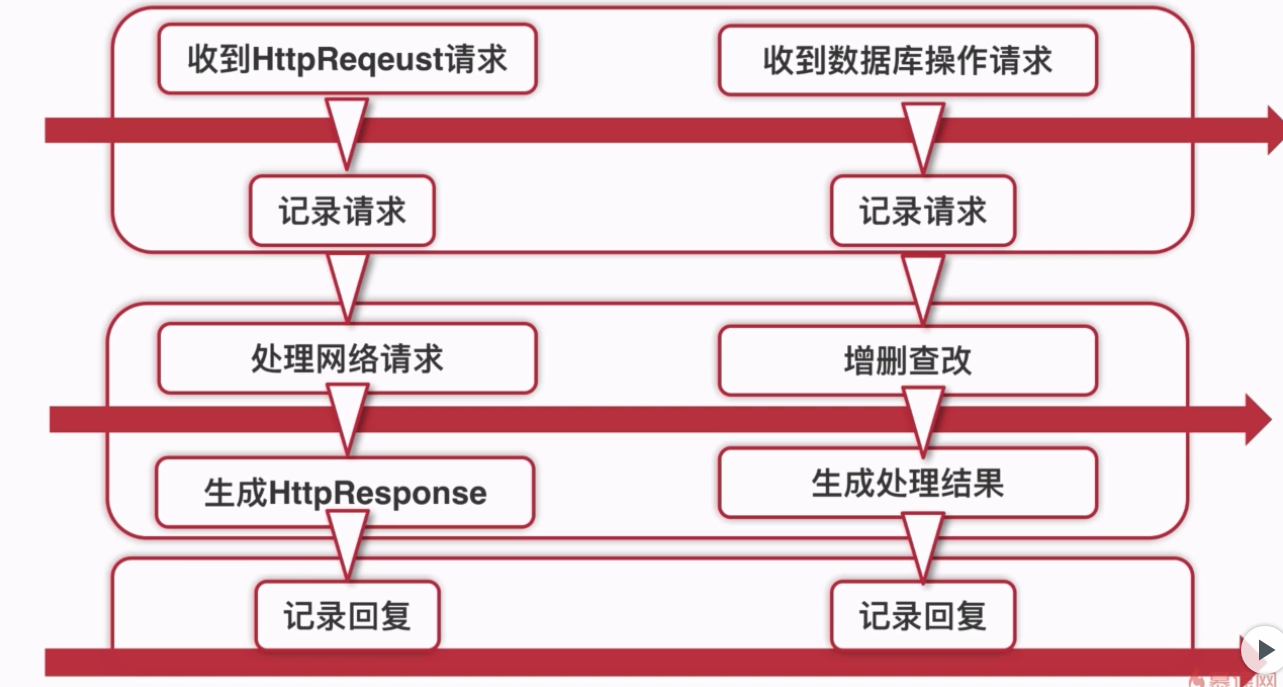 收到HttpReqeust请求
收到数据库操作请求
记录请求
记录请求
处理网络请求
增删查改
生成HttpResponse
生成处理结果
记录回复
记录回复
慕课网